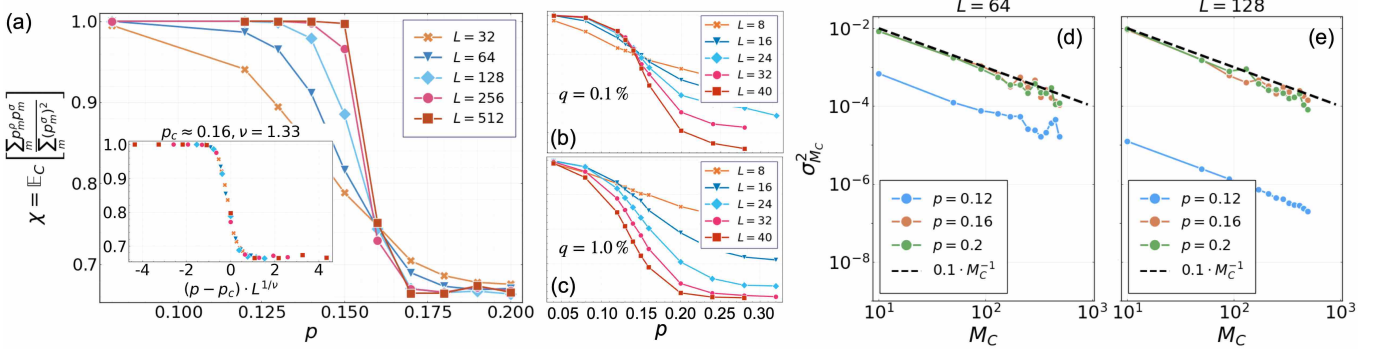 (a)
1.0
0.9
0.8
0.7
χ = 𝔼_C [ Σ_m p_m^ρ p_m^σ / Σ_m (p_m^σ)^2 ]
L = 32
L = 64
L = 128
L = 256
L = 512
p_C ≈ 0.16, ν = 1.33
1.0
0.9
0.8
0.7
−4 −2 0 2 4
(p − p_c) · L^{1/ν}
0.100 0.125 0.150 0.175 0.200
p
L = 8
L = 16
L = 24
L = 32
L = 40
q = 0.1 %
(b)
L = 8
L = 16
L = 24
L = 32
L = 40
q = 1.0 %
(c)
0.05 0.10 0.15 0.20 0.25 0.30
p
L = 64
(d)
10^{−2}
10^{−4}
10^{−6}
10^{−8}
σ^2_{M_C}
p = 0.12
p = 0.16
p = 0.2
0.1 · M_C^{−1}
10^1 10^2 10^3
M_C
L = 128
(e)
p = 0.12
p = 0.16
p = 0.2
0.1 · M_C^{−1}
10^1 10^2 10^3
M_C